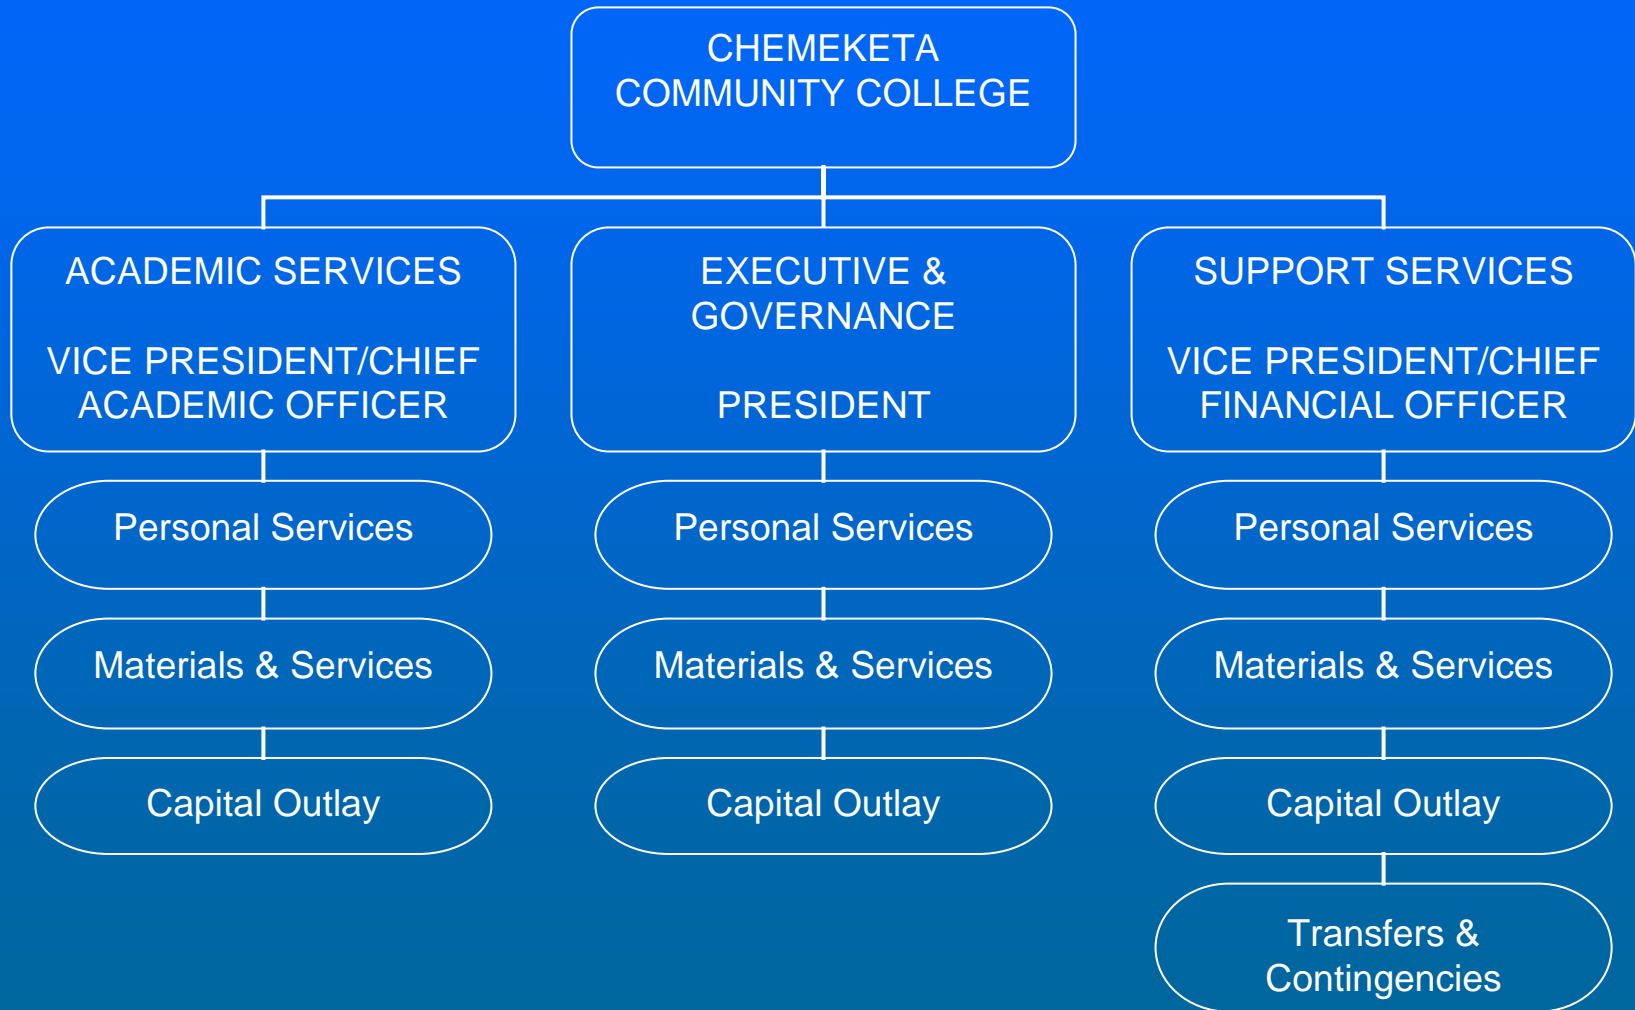 CHEMEKETA
COMMUNITY COLLEGE
ACADEMIC SERVICES
VICE PRESIDENT/CHIEF
ACADEMIC OFFICER
Personal Services
Materials & Services
Capital Outlay
EXECUTIVE &
GOVERNANCE
PRESIDENT
Personal Services
Materials & Services
Capital Outlay
SUPPORT SERVICES
VICE PRESIDENT/CHIEF
FINANCIAL OFFICER
Personal Services
Materials & Services
Capital Outlay
Transfers &
Contingencies